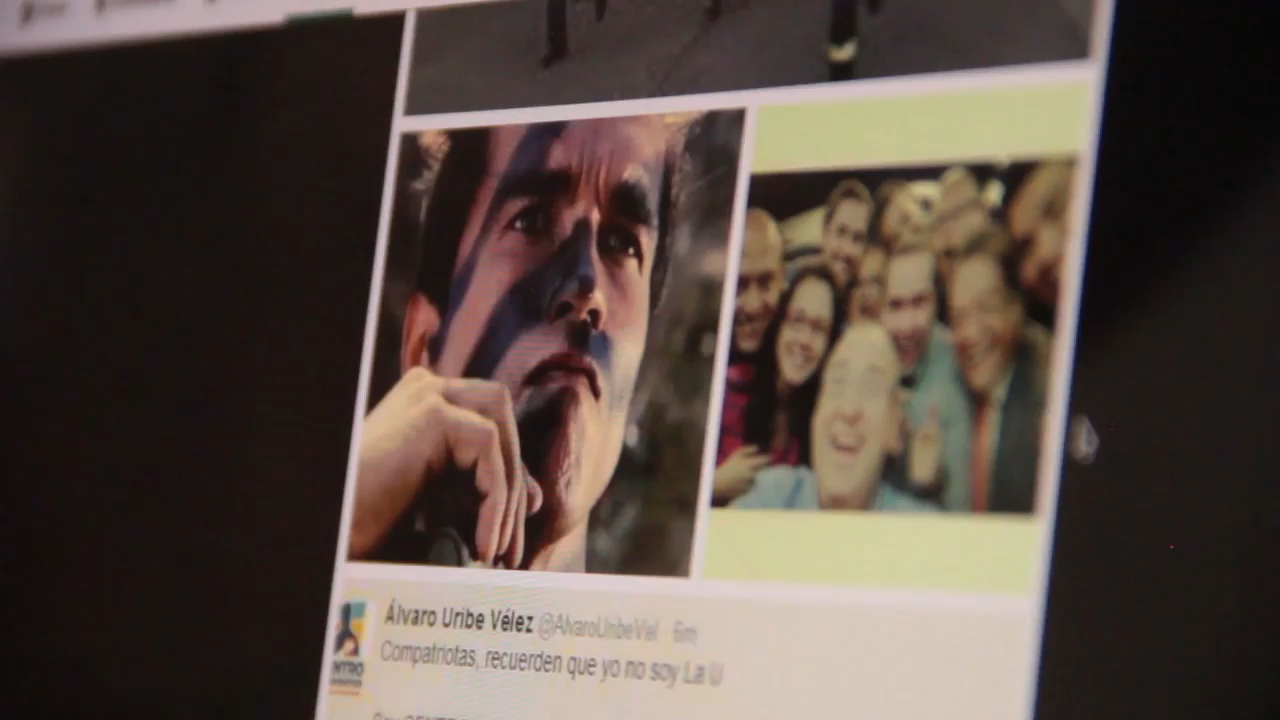 Álvaro Uribe Vélez @AlvaroUribeVel · 6m
Compatriotas, recuerden que yo no soy La U